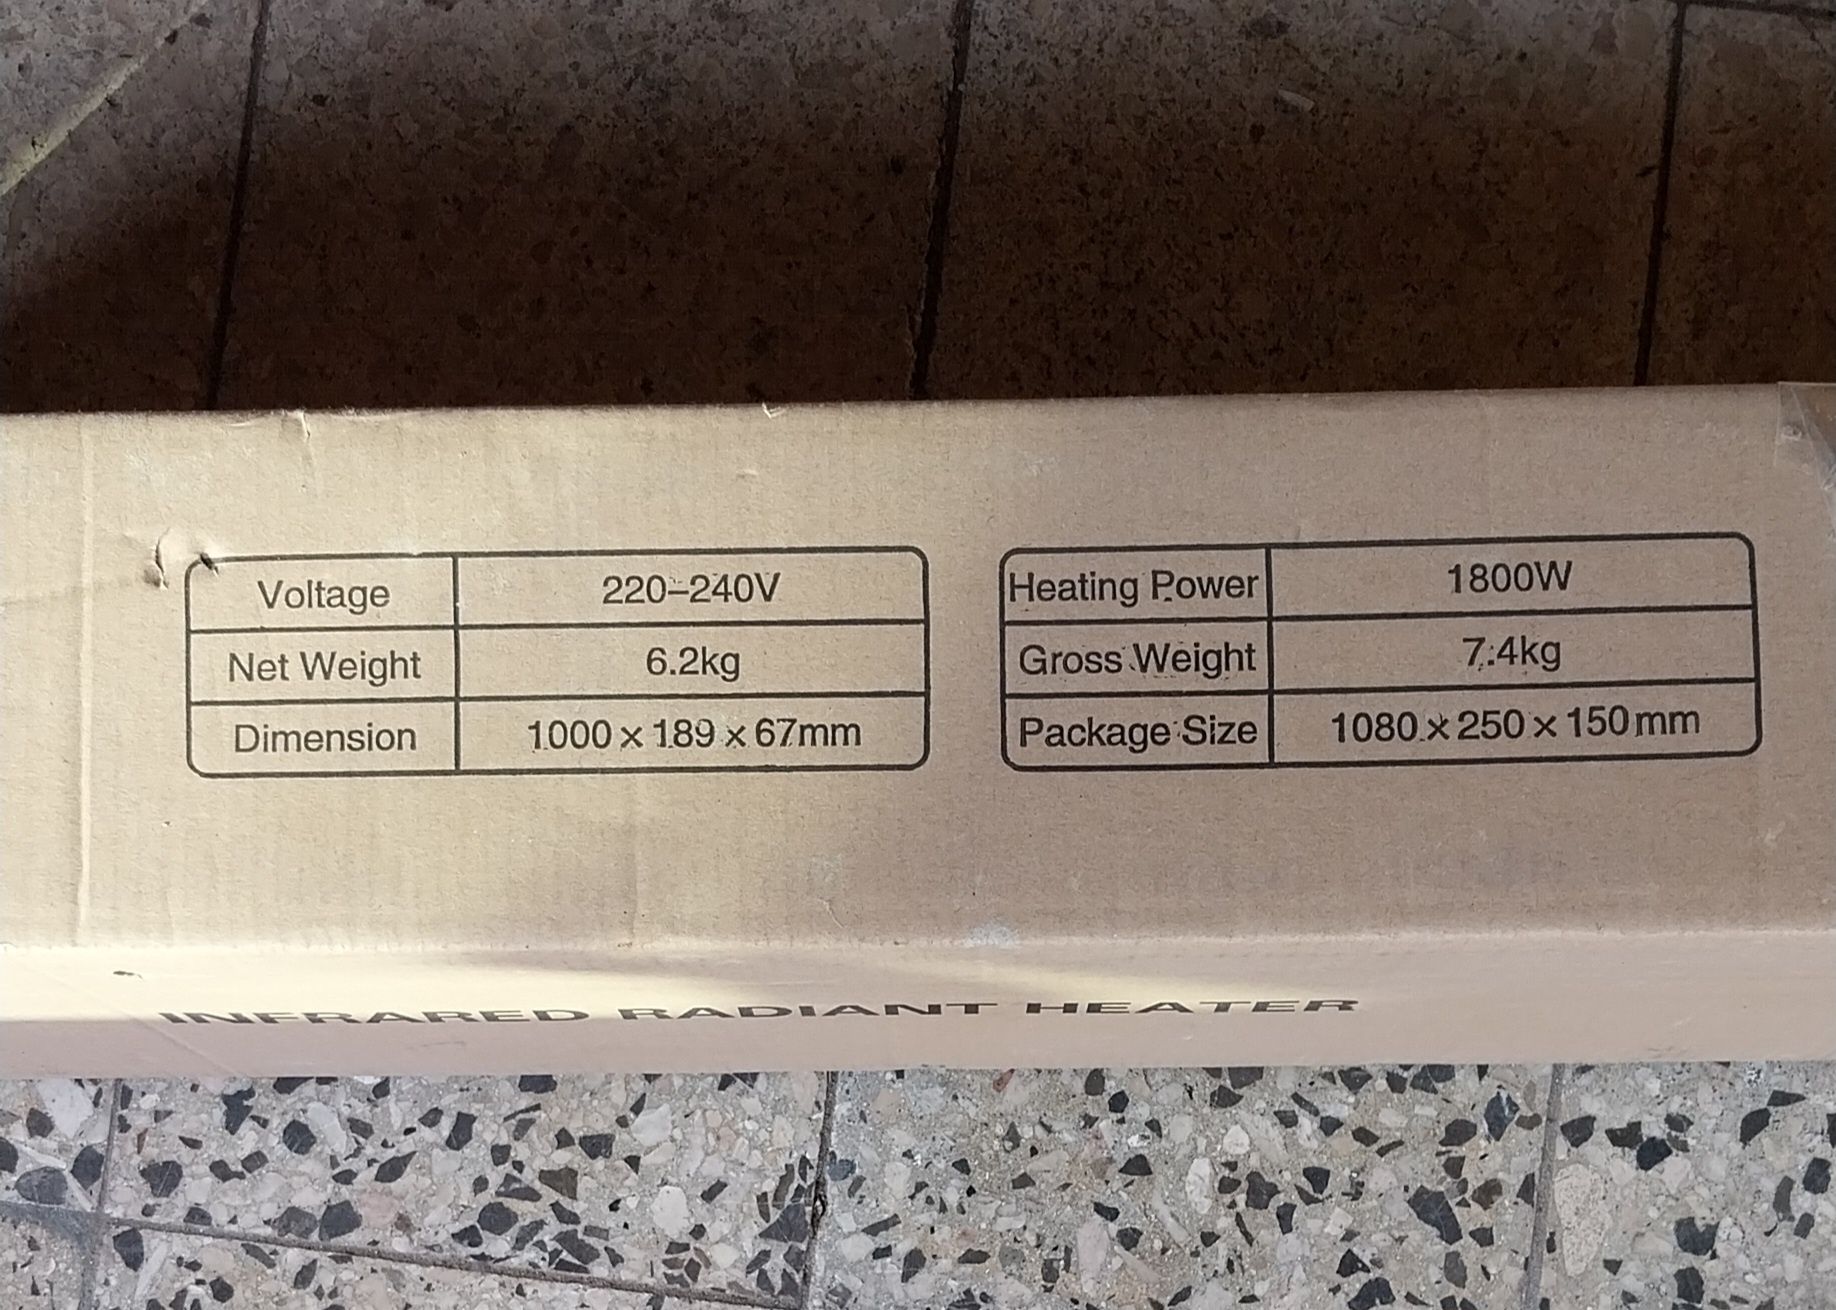 Voltage 220–240V
Net Weight 6.2kg
Dimension 1000 x 189 x 67mm
Heating Power 1800W
Gross Weight 7.4kg
Package Size 1080 x 250 x 150mm
INFRARED RADIANT HEATER